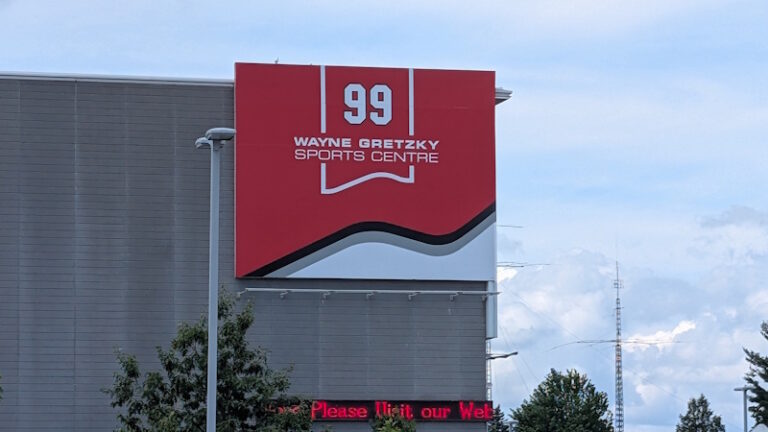 99
WAYNE GRETZKY
SPORTS CENTRE
Please Visit our Web